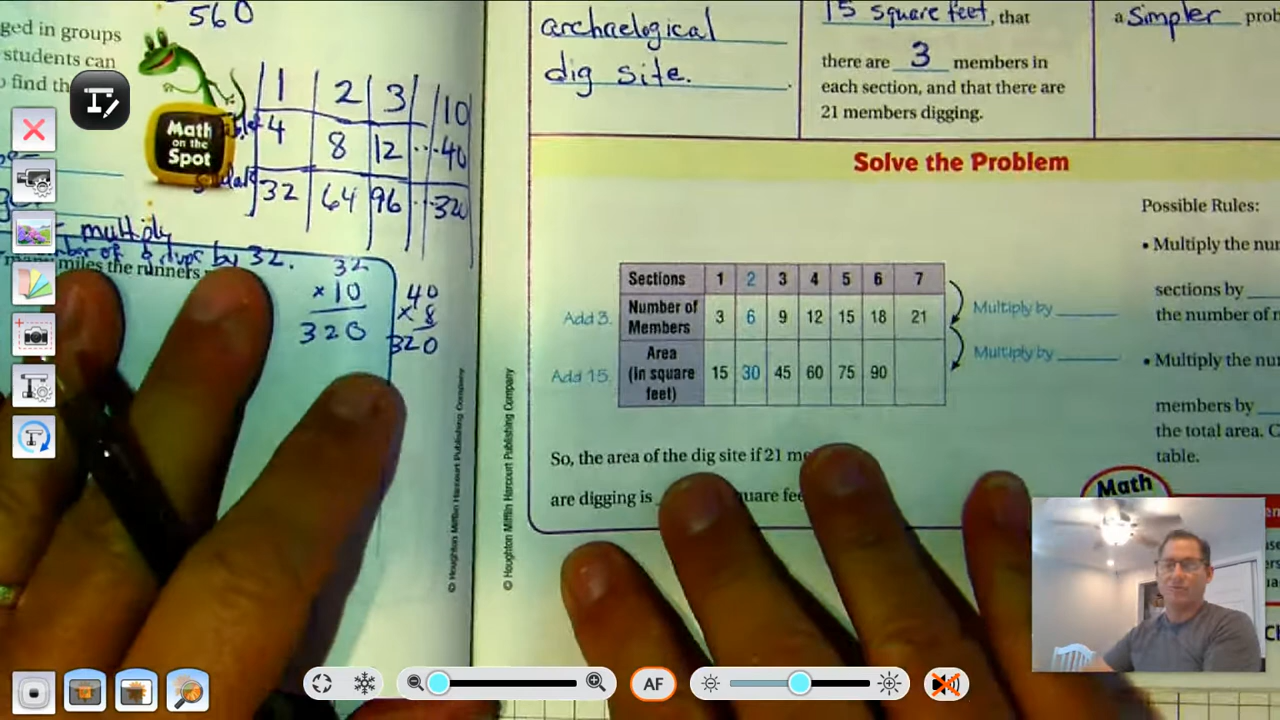 560
ged in groups
students can
o find th
Math
on the
Spot
1 2 3 10
4 8 12 ...40
32 64 96 ...320
multiply
by 32.
many miles the runners
32
×10
320
40
×8
320
© Houghton Mifflin Harcourt Publishing Company
© Houghton Mifflin Harcourt Publishing Company
archaelogical
dig site.
15 square feet, that
there are 3 members in
each section, and that there are
21 members digging.
a Simpler prob
Solve the Problem
Sections 1 2 3 4 5 6 7
Add 3. Number of Members 3 6 9 12 15 18 21
Add 15. Area (in square feet) 15 30 45 60 75 90
Multiply by ______
Multiply by ______
Possible Rules:
• Multiply the nu
sections by
the number of
• Multiply the nu
members by
the total area. C
table.
So, the area of the dig site if 21 me
are digging is quare fee
Math
AF